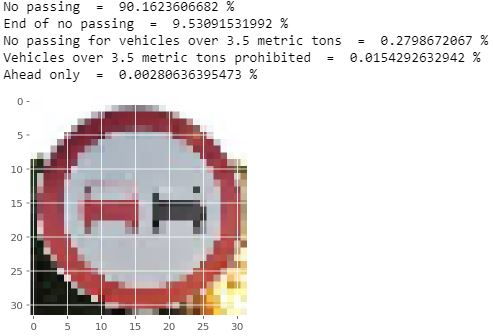 No passing = 90.1623606682 %
End of no passing = 9.53091531992 %
No passing for vehicles over 3.5 metric tons = 0.2798672067 %
Vehicles over 3.5 metric tons prohibited = 0.0154292632942 %
Ahead only = 0.00280636395473 %
0
5
10
15
20
25
30
0 5 10 15 20 25 30